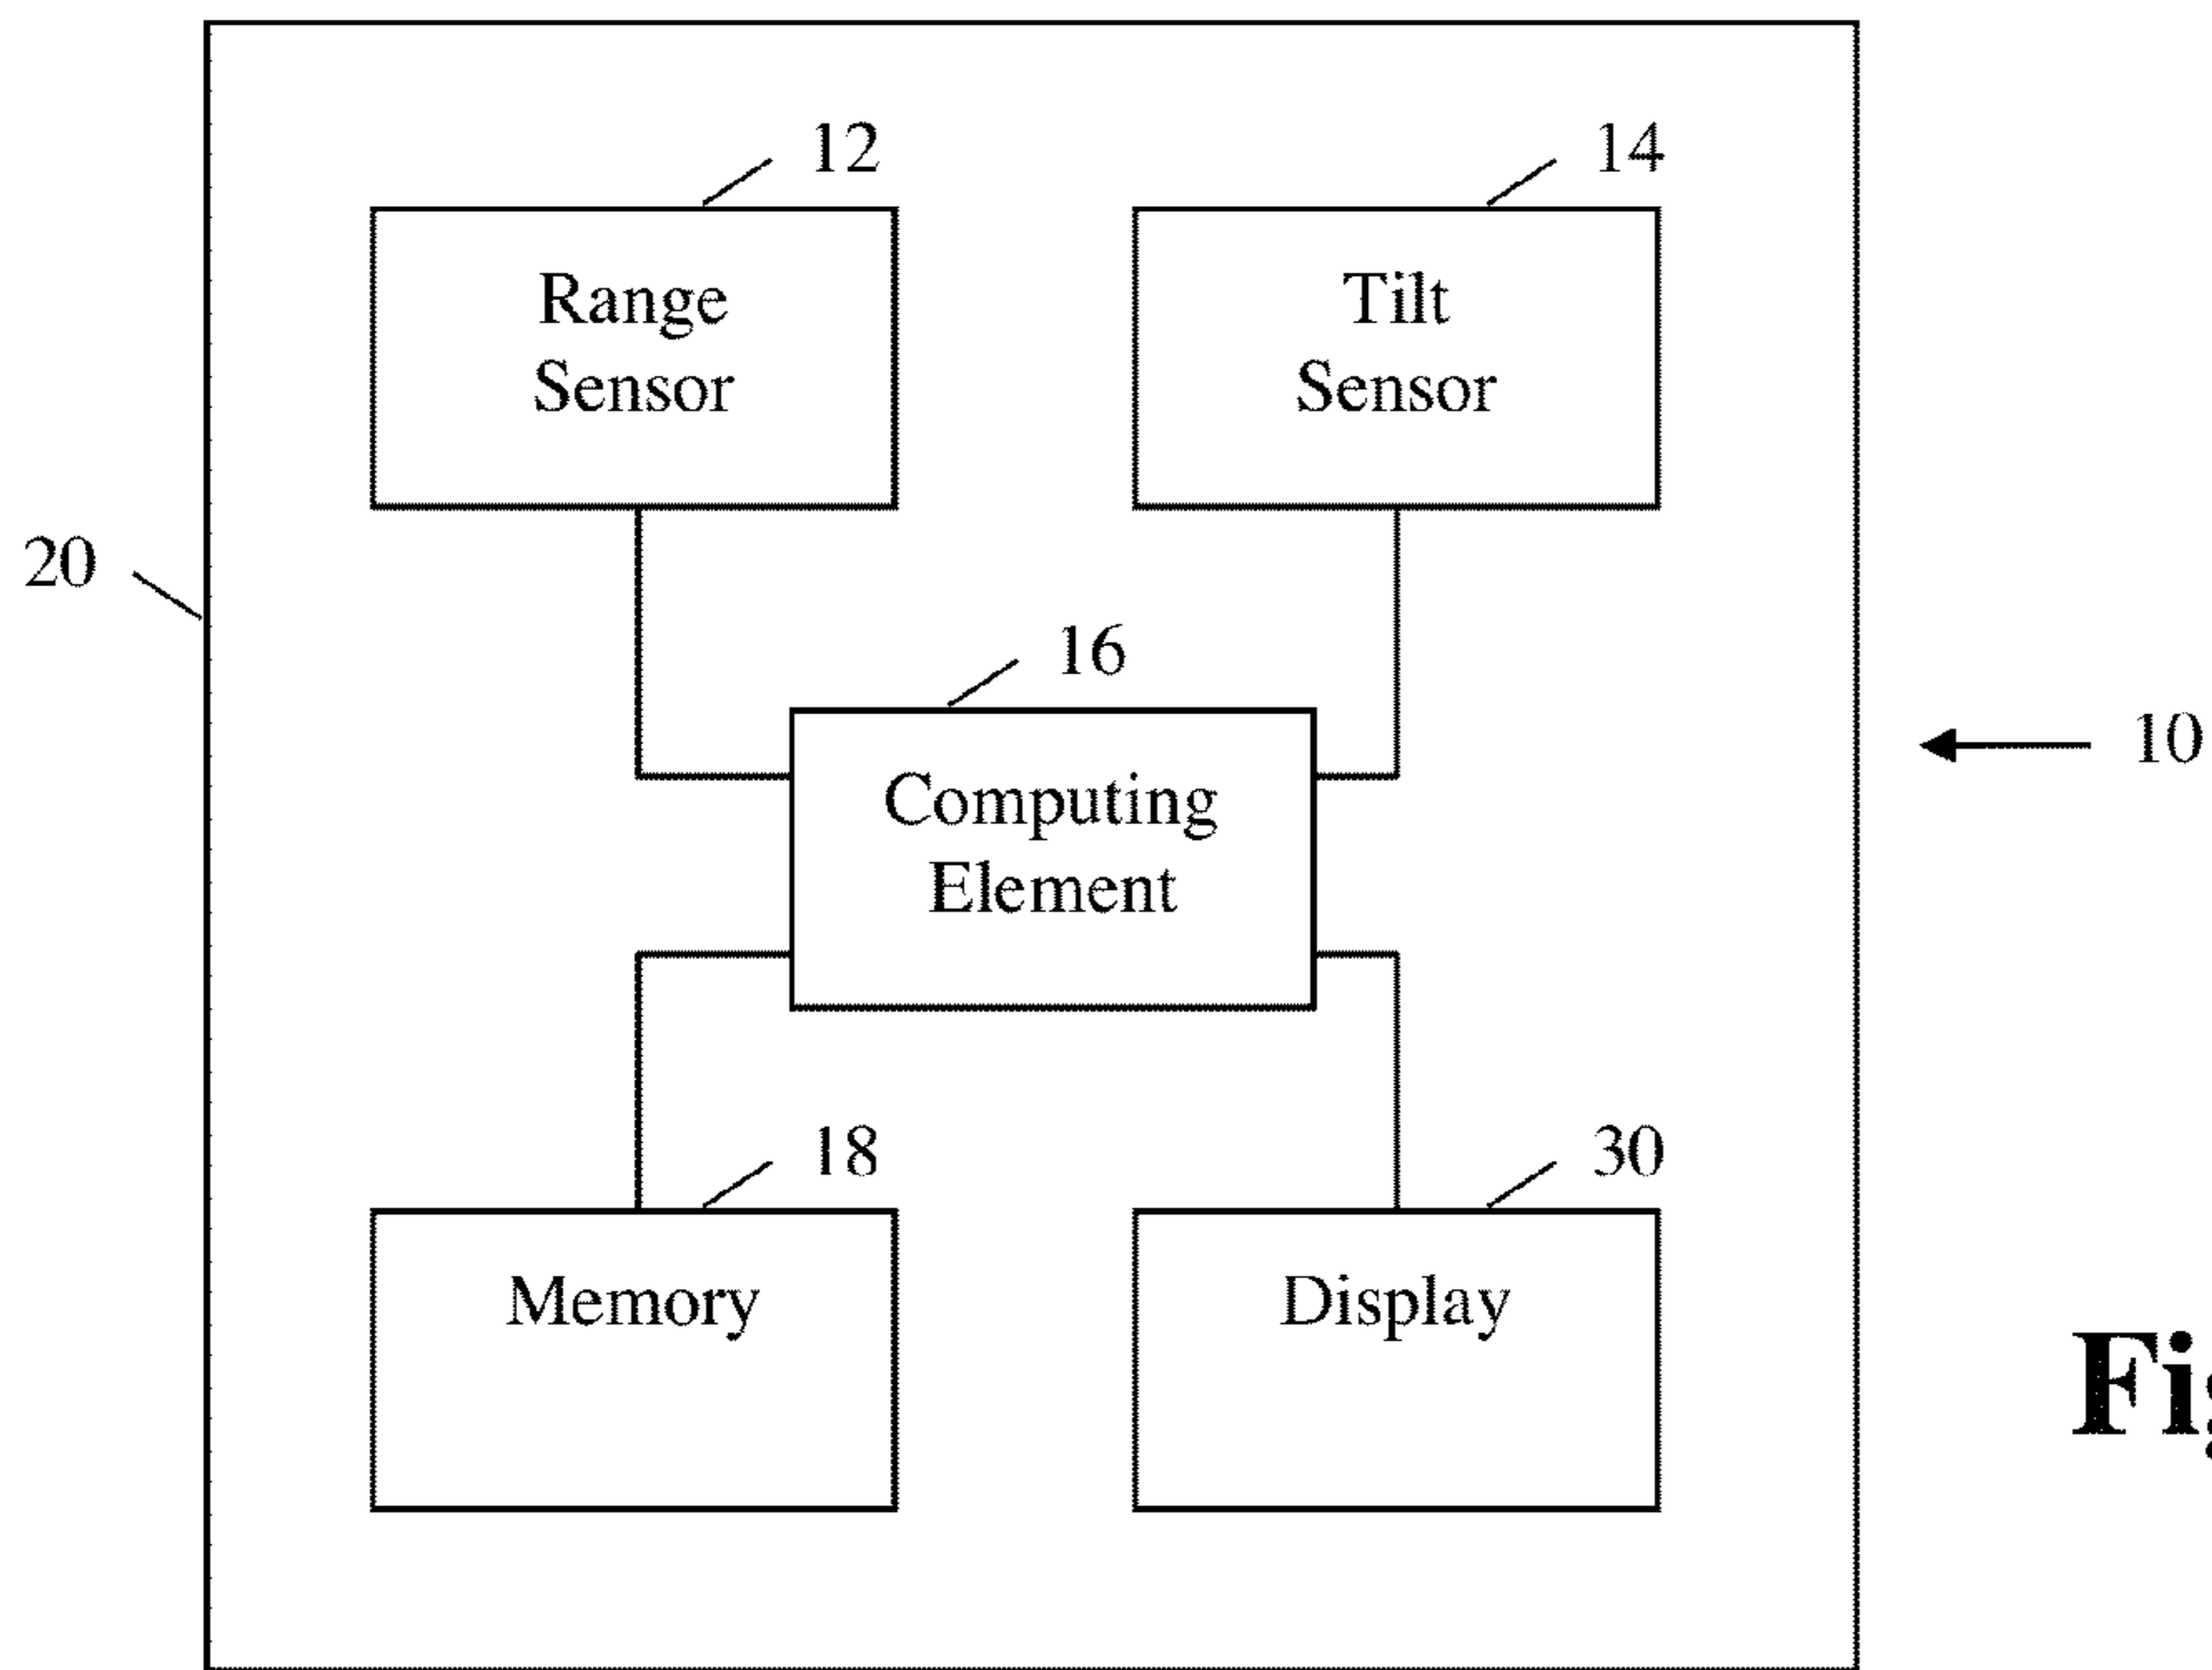 12
14
Range
Sensor
Tilt
Sensor
20
16
10
Computing
Element
18
30
Memory
Display